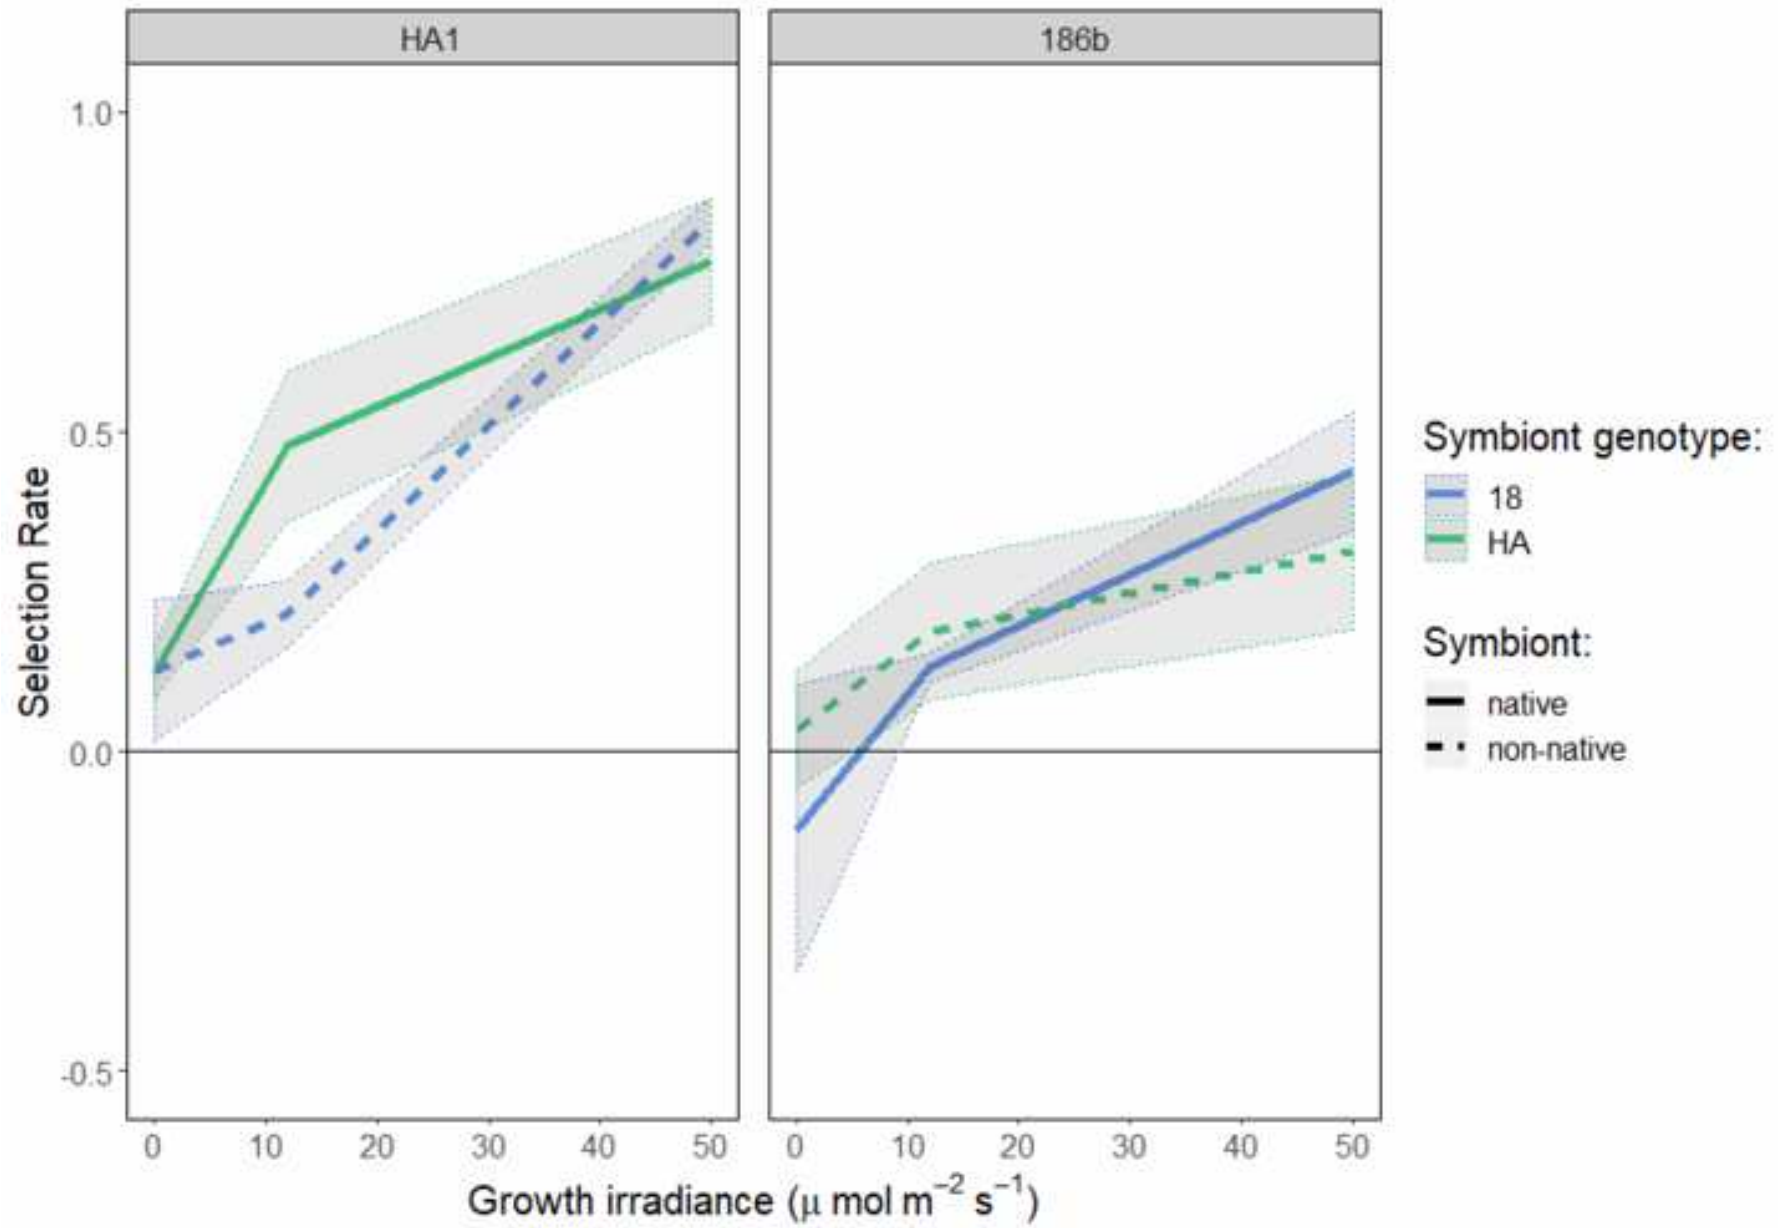 HA1
186b
1.0
0.5
0.0
-0.5
Selection Rate
0 10 20 30 40 50
0 10 20 30 40 50
Growth irradiance (μ mol m⁻² s⁻¹)
Symbiont genotype:
18
HA
Symbiont:
native
non-native